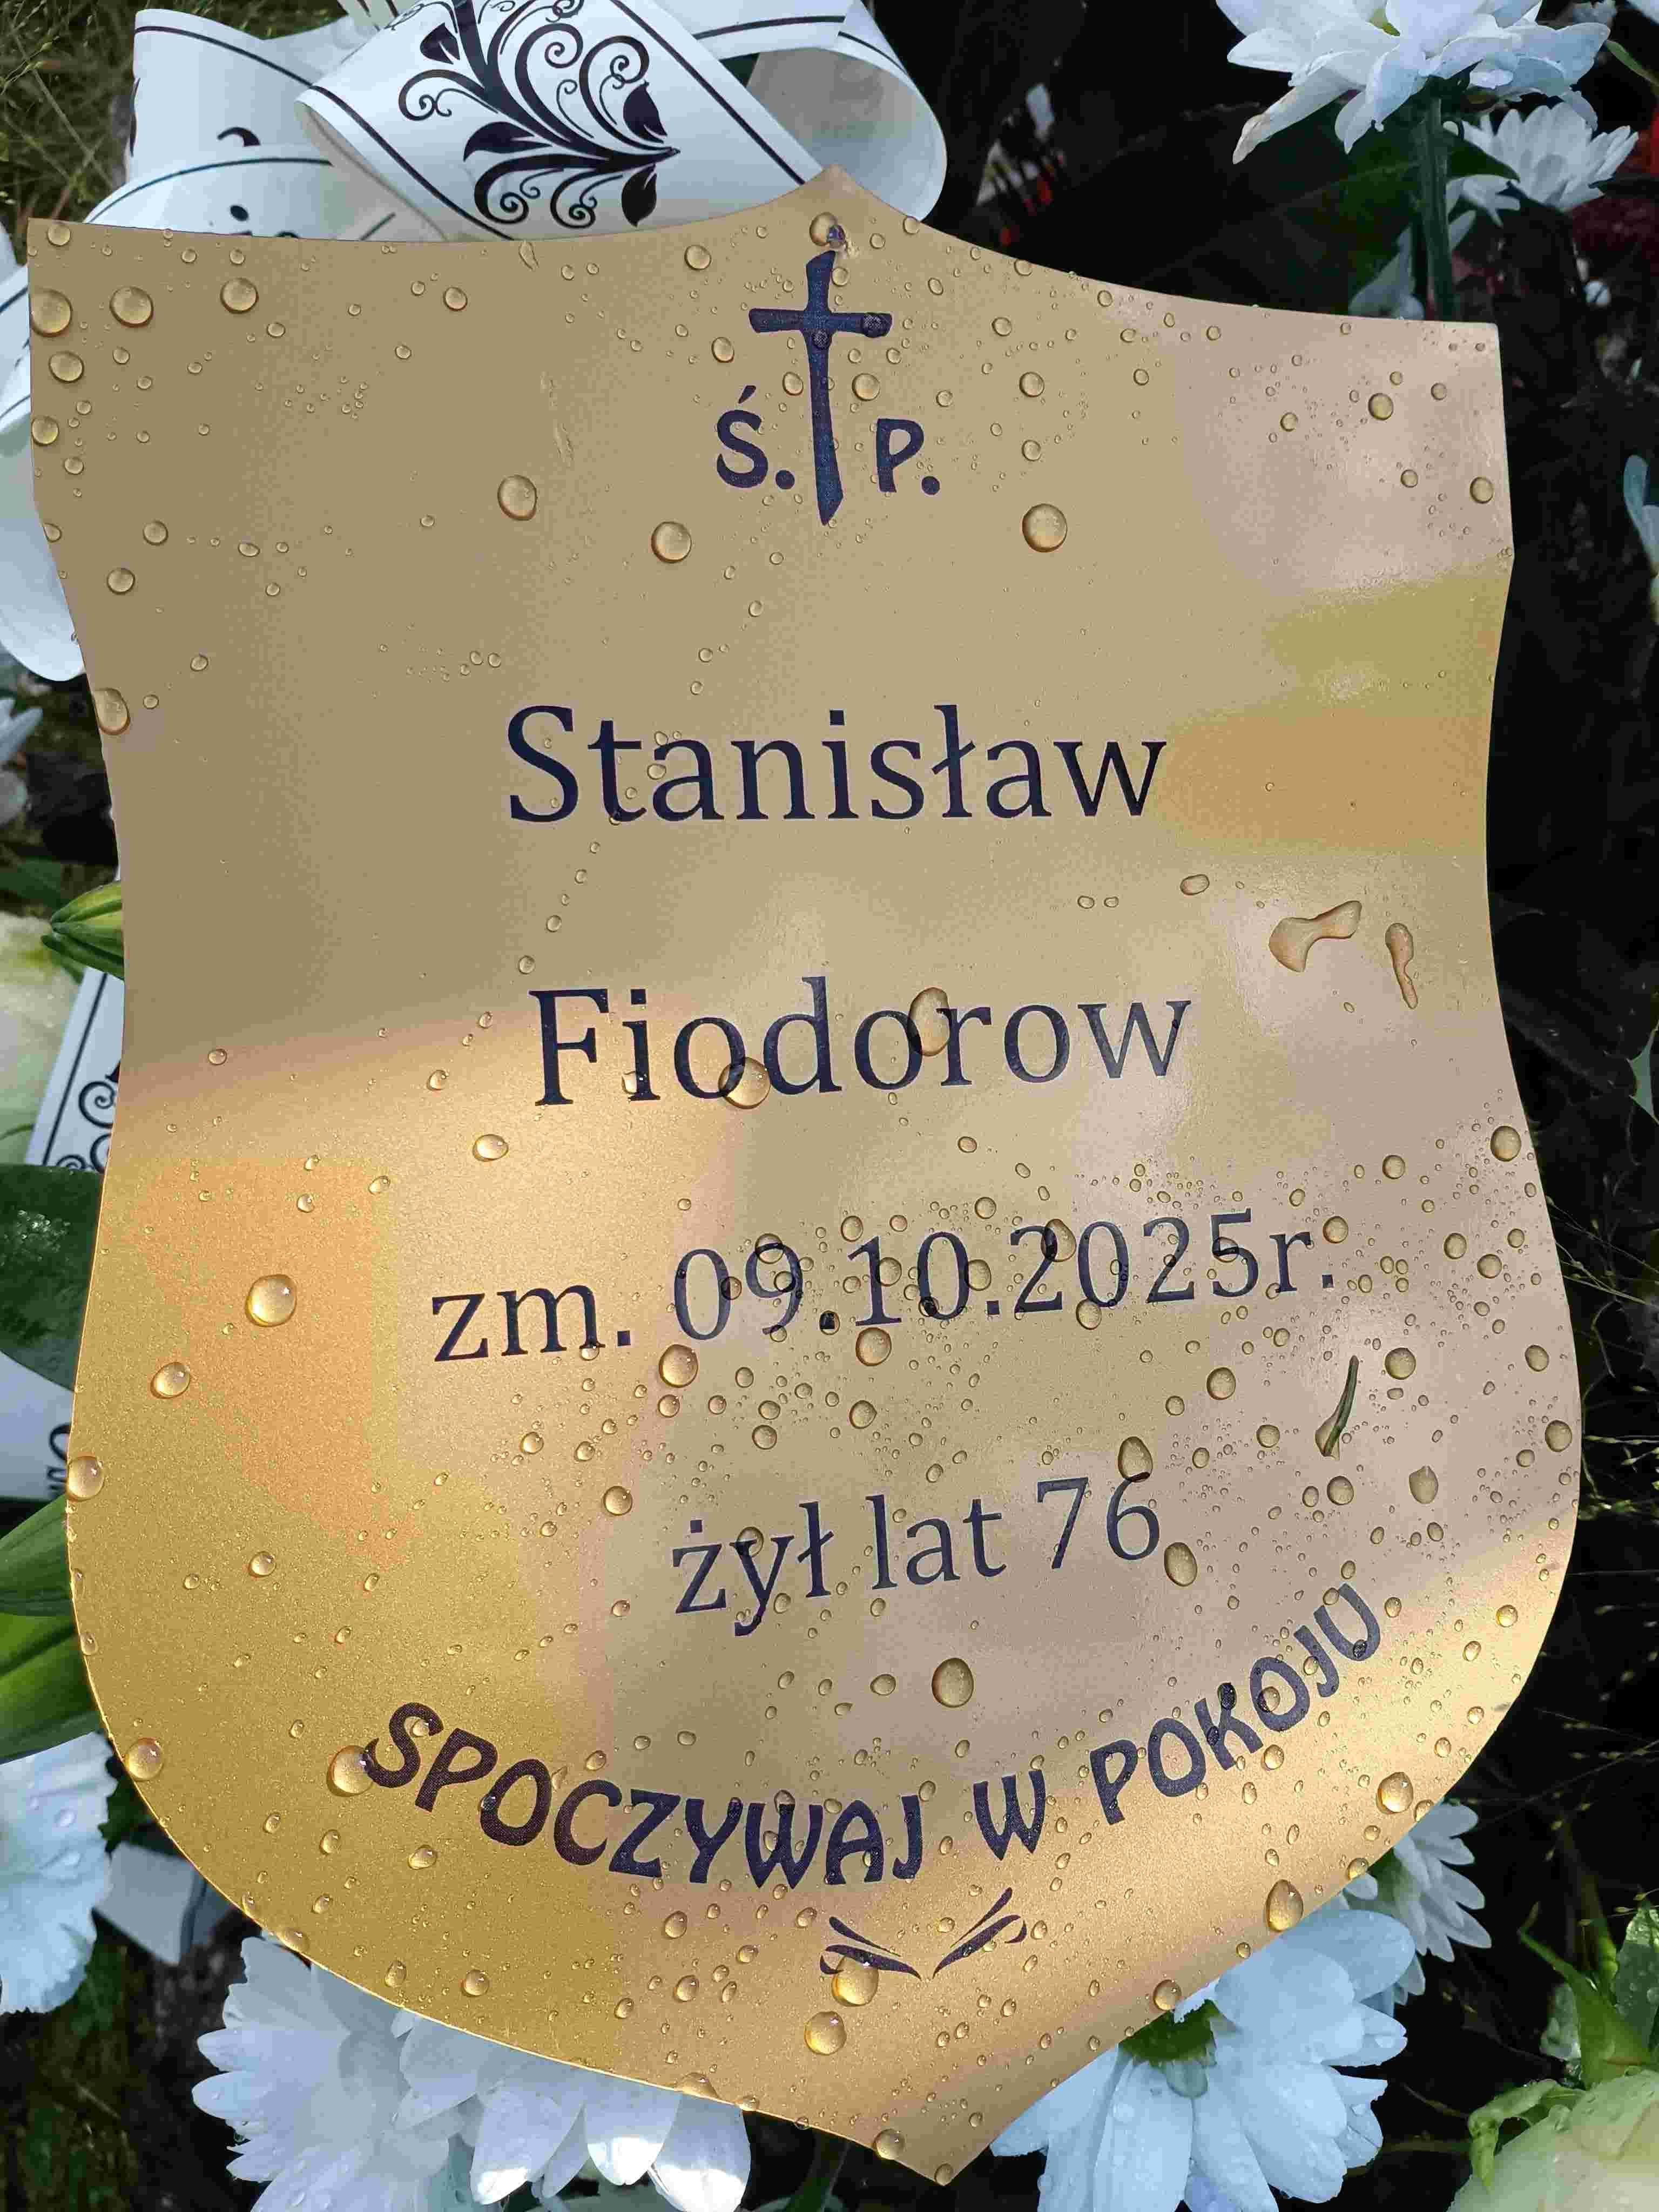 Ś. P.
Stanisław
Fiodorow
zm. 09.10.2025r.
żył lat 76
SPOCZYWAJ W POKOJU